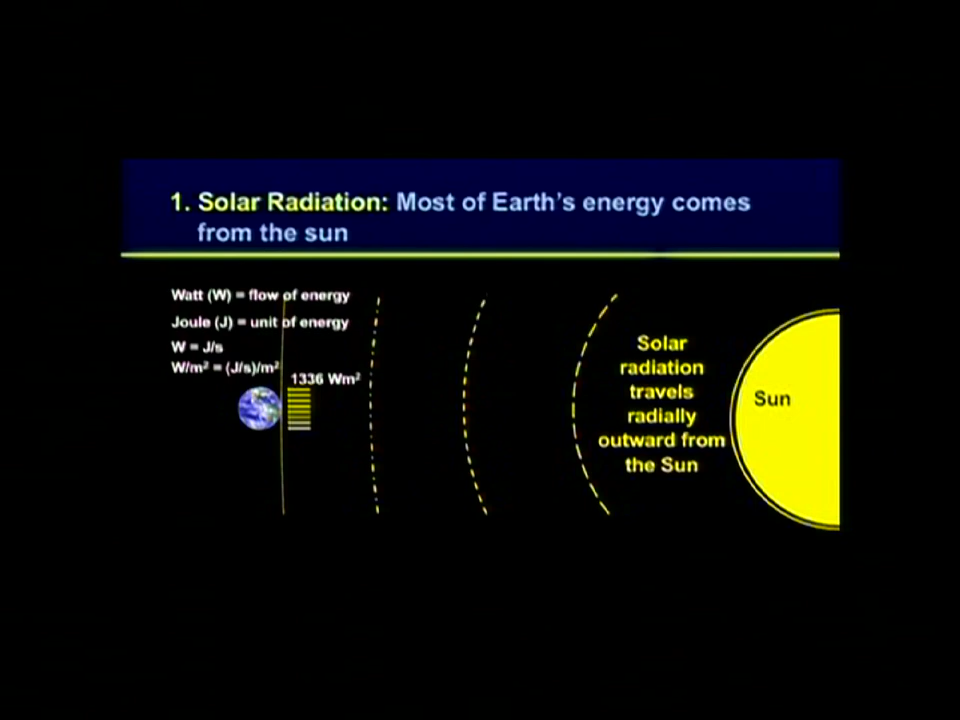 1. Solar Radiation: Most of Earth's energy comes
from the sun
Watt (W) = flow of energy
Joule (J) = unit of energy
W = J/s
W/m² = (J/s)/m²
1336 Wm²
Solar
radiation
travels
radially
outward from
the Sun
Sun